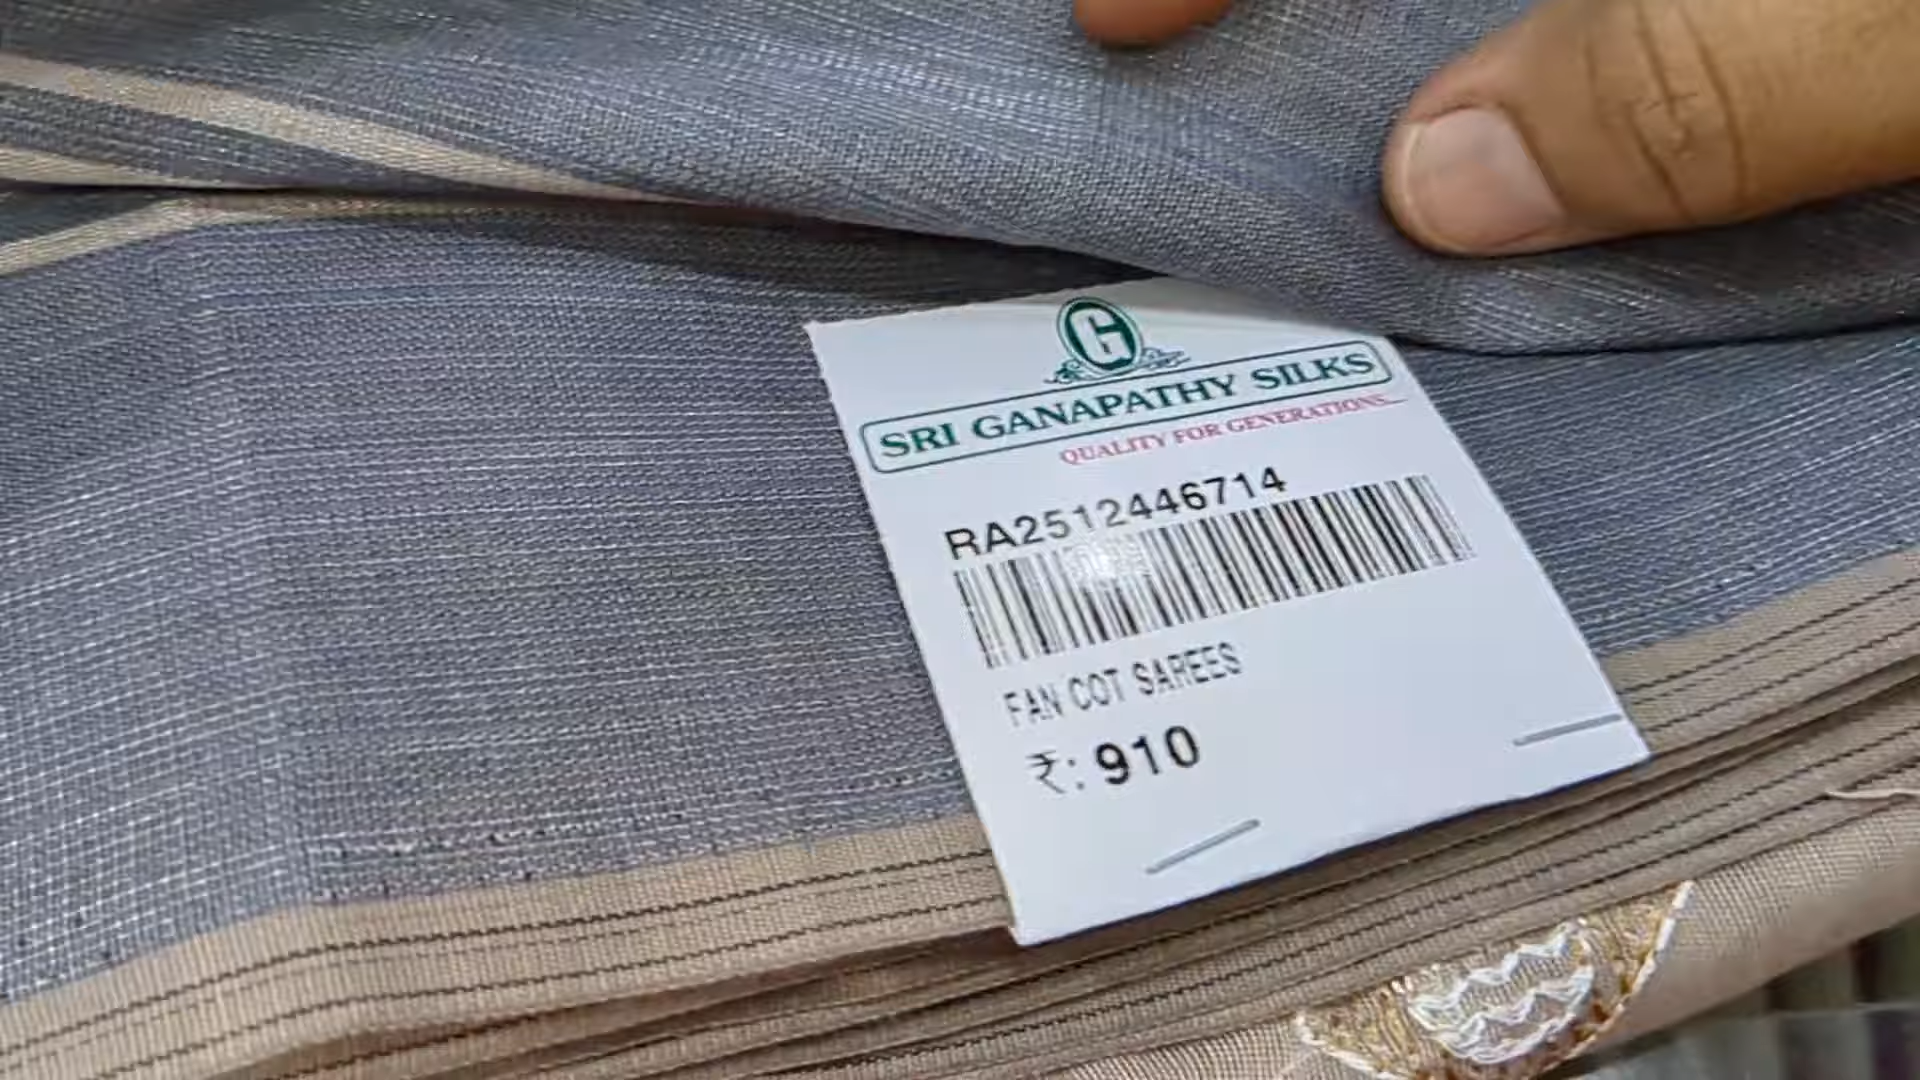 G
SRI GANAPATHY SILKS
QUALITY FOR GENERATIONS...
RA2512446714
FAN COT SAREES
₹: 910